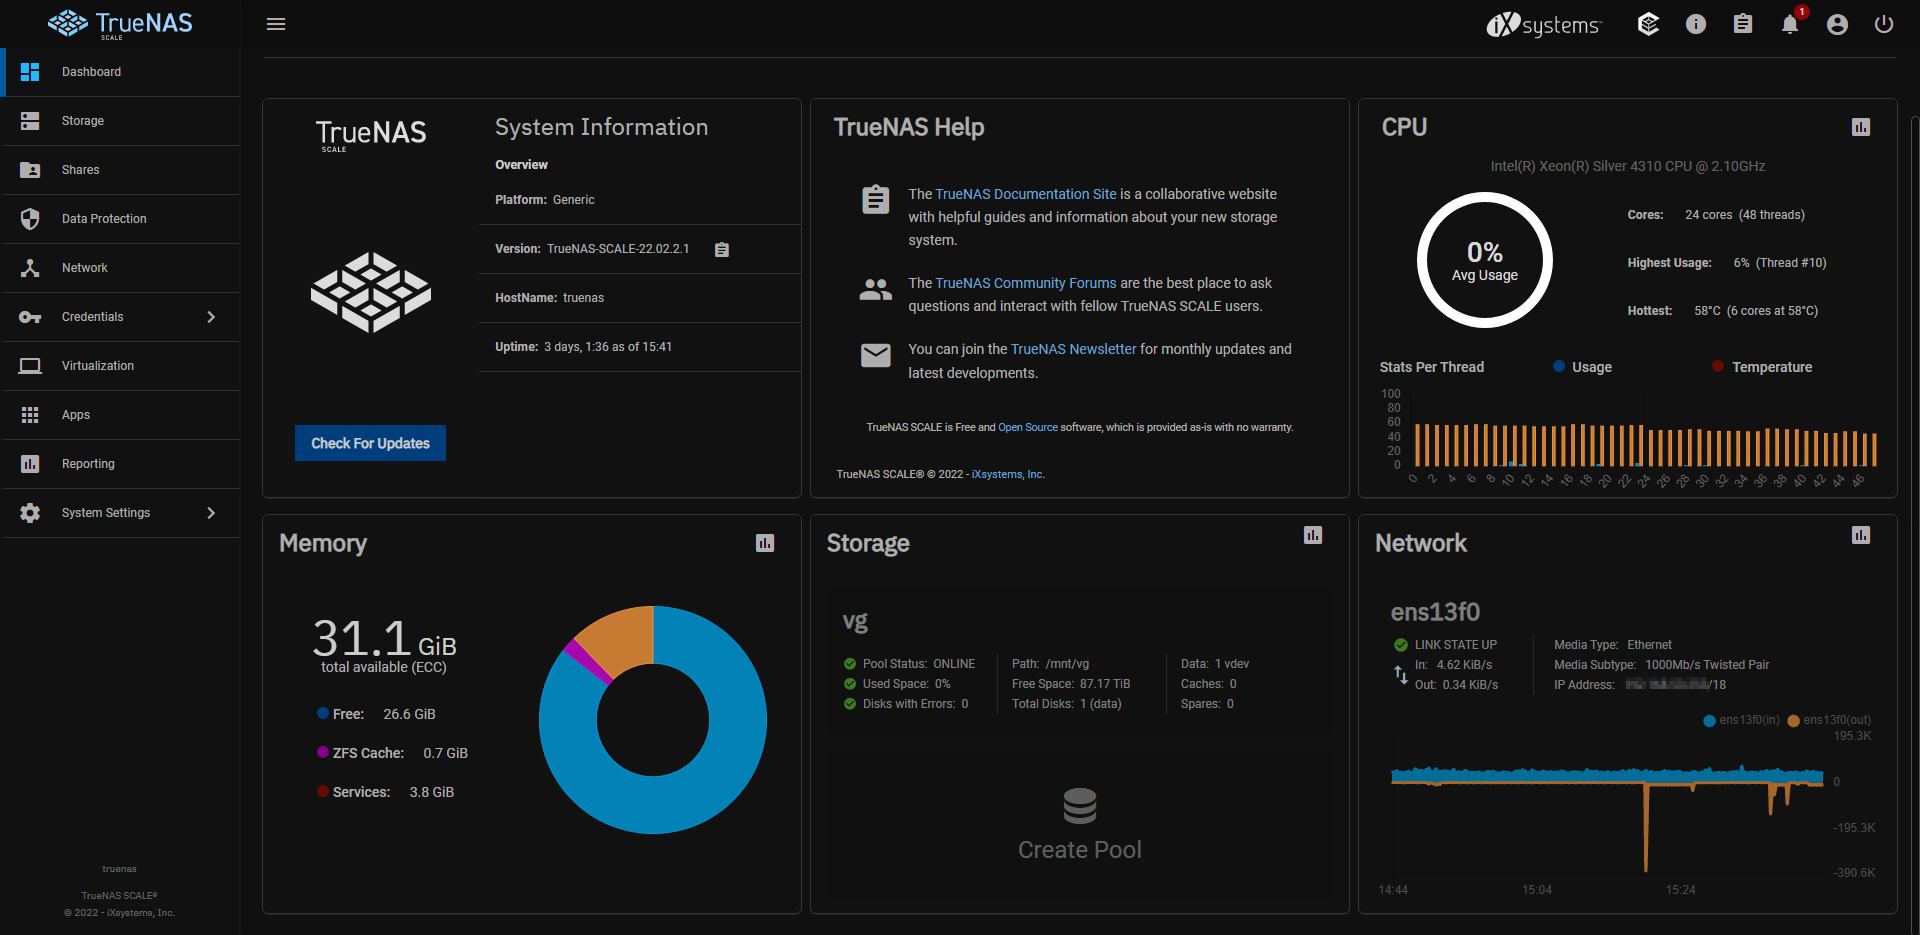 TrueNAS
SCALE
iXsystems™
1
Dashboard
Storage
Shares
Data Protection
Network
Credentials
Virtualization
Apps
Reporting
System Settings
truenas
TrueNAS SCALE®
© 2022 - iXsystems, Inc.
TrueNAS
SCALE
Check For Updates
System Information
Overview
Platform: Generic
Version: TrueNAS-SCALE-22.02.2.1
HostName: truenas
Uptime: 3 days, 1:36 as of 15:41
TrueNAS Help
The TrueNAS Documentation Site is a collaborative website
with helpful guides and information about your new storage
system.
The TrueNAS Community Forums are the best place to ask
questions and interact with fellow TrueNAS SCALE users.
You can join the TrueNAS Newsletter for monthly updates and
latest developments.
TrueNAS SCALE is Free and Open Source software, which is provided as-is with no warranty.
TrueNAS SCALE® © 2022 - iXsystems, Inc.
CPU
Intel(R) Xeon(R) Silver 4310 CPU @ 2.10GHz
0%
Avg Usage
Cores: 24 cores (48 threads)
Highest Usage: 6% (Thread #10)
Hottest: 58°C (6 cores at 58°C)
Stats Per Thread Usage Temperature
100
80
60
40
20
0
0 2 4 6 8 10 12 14 16 18 20 22 24 26 28 30 32 34 36 38 40 42 44 46
Memory
31.1 GiB
total available (ECC)
Free: 26.6 GiB
ZFS Cache: 0.7 GiB
Services: 3.8 GiB
Storage
vg
Pool Status: ONLINE
Used Space: 0%
Disks with Errors: 0
Path: /mnt/vg
Free Space: 87.17 TiB
Total Disks: 1 (data)
Data: 1 vdev
Caches: 0
Spares: 0
Create Pool
Network
ens13f0
LINK STATE UP
In: 4.62 KiB/s
Out: 0.34 KiB/s
Media Type: Ethernet
Media Subtype: 1000Mb/s Twisted Pair
IP Address: /18
ens13f0(in) ens13f0(out)
195.3K
0
-195.3K
-390.6K
14:44 15:04 15:24